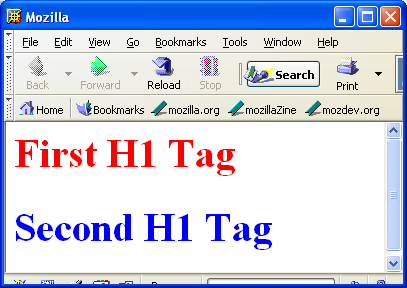 Mozilla
File Edit View Go Bookmarks Tools Window Help
Back Forward Reload Stop Search Print
Home Bookmarks mozilla.org mozillaZine mozdev.org
First H1 Tag
Second H1 Tag